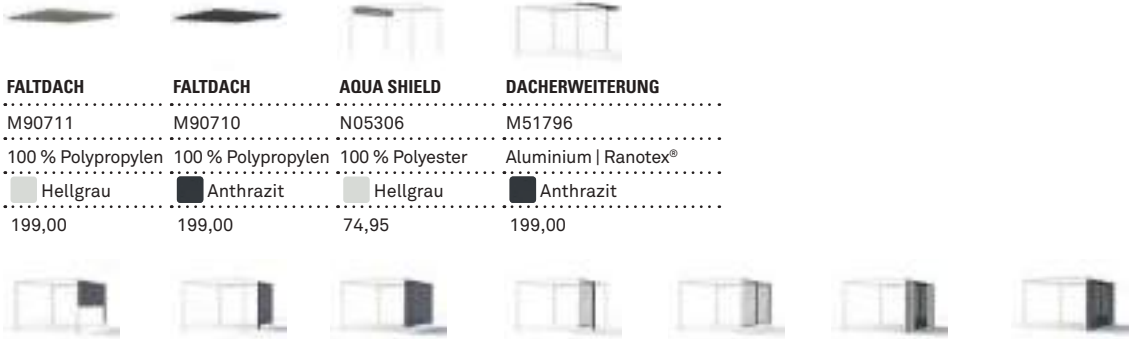 FALTDACH FALTDACH AQUA SHIELD DACHERWEITERUNG
M90711 M90710 N05306 M51796
100 % Polypropylen 100 % Polypropylen 100 % Polyester Aluminium | Ranotex®
Hellgrau Anthrazit Hellgrau Anthrazit
199,00 199,00 74,95 199,00